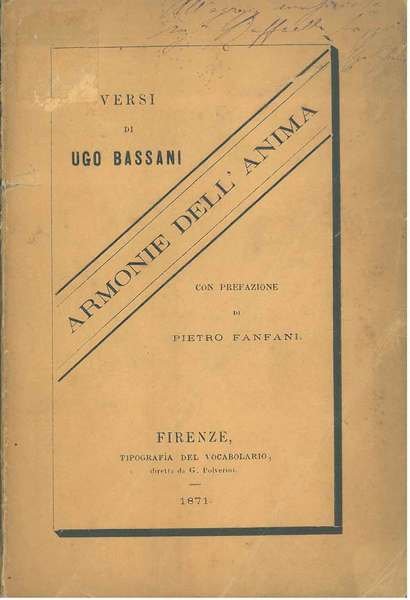 VERSI
DI
UGO BASSANI
ARMONIE DELL' ANIMA
CON PREFAZIONE
DI
PIETRO FANFANI.
FIRENZE,
TIPOGRAFÌA DEL VOCABOLARIO,
diretta da G. Polverini.
1871.